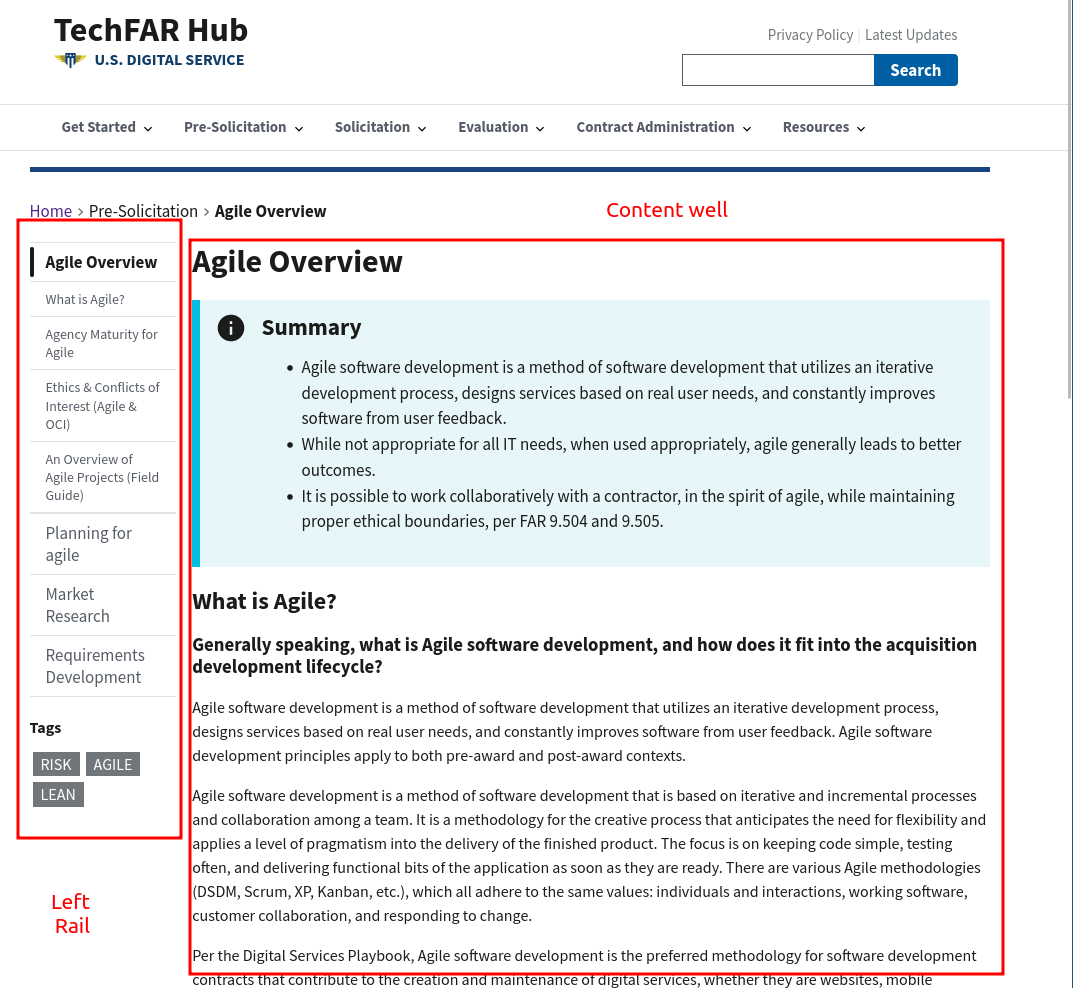 TechFAR Hub
U.S. DIGITAL SERVICE
Privacy Policy Latest Updates
Search
Get Started Pre-Solicitation Solicitation Evaluation Contract Administration Resources
Home > Pre-Solicitation > Agile Overview
Content well
Agile Overview
What is Agile?
Agency Maturity for
Agile
Ethics & Conflicts of
Interest (Agile &
OCI)
An Overview of
Agile Projects (Field
Guide)
Planning for
agile
Market
Research
Requirements
Development
Tags
RISK AGILE
LEAN
Left
Rail
Agile Overview
Summary
• Agile software development is a method of software development that utilizes an iterative
development process, designs services based on real user needs, and constantly improves
software from user feedback.
• While not appropriate for all IT needs, when used appropriately, agile generally leads to better
outcomes.
• It is possible to work collaboratively with a contractor, in the spirit of agile, while maintaining
proper ethical boundaries, per FAR 9.504 and 9.505.
What is Agile?
Generally speaking, what is Agile software development, and how does it fit into the acquisition
development lifecycle?
Agile software development is a method of software development that utilizes an iterative development process,
designs services based on real user needs, and constantly improves software from user feedback. Agile software
development principles apply to both pre-award and post-award contexts.
Agile software development is a method of software development that is based on iterative and incremental processes
and collaboration among a team. It is a methodology for the creative process that anticipates the need for flexibility and
applies a level of pragmatism into the delivery of the finished product. The focus is on keeping code simple, testing
often, and delivering functional bits of the application as soon as they are ready. There are various Agile methodologies
(DSDM, Scrum, XP, Kanban, etc.), which all adhere to the same values: individuals and interactions, working software,
customer collaboration, and responding to change.
Per the Digital Services Playbook, Agile software development is the preferred methodology for software development
contracts that contribute to the creation and maintenance of digital services, whether they are websites, mobile